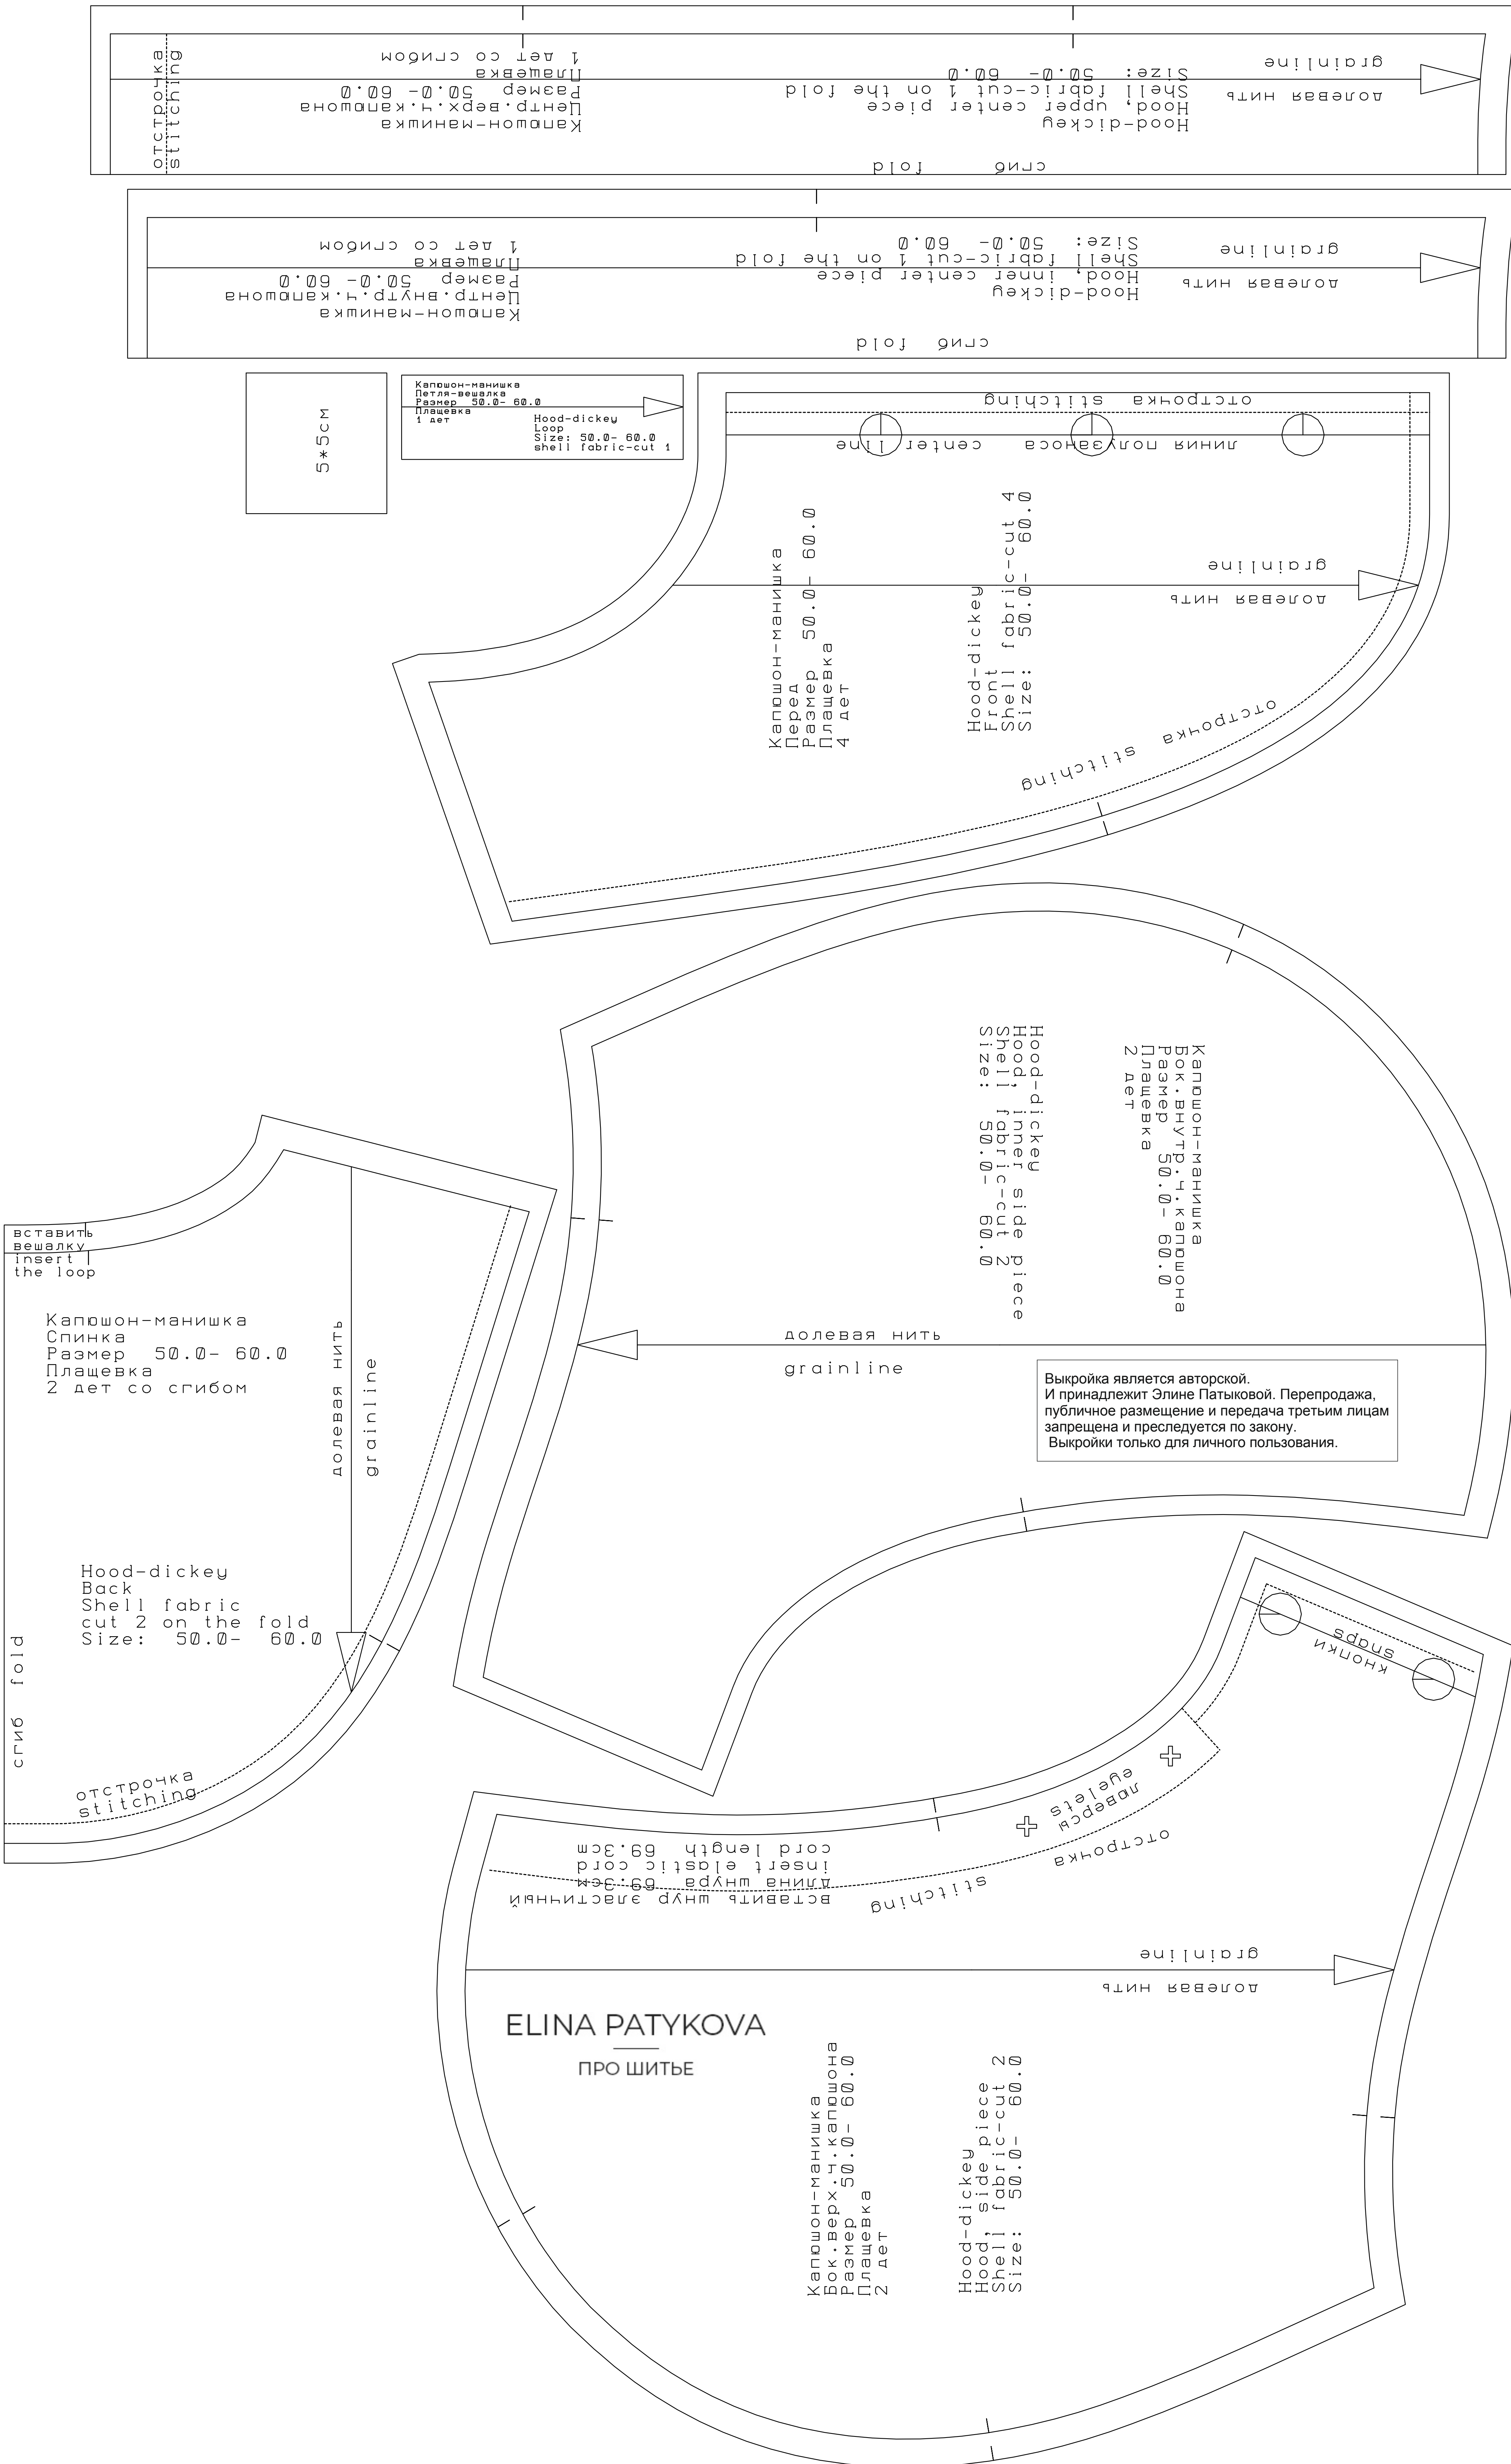 отстрочка
stitching
Капюшон-манишка
Центр.верх.ч.капюшона
Размер 50.0- 60.0
Плащевка
1 дет со сгибом
Hood-dickey
Hood, upper center piece
Shell fabric-cut 1 on the fold
Size: 50.0- 60.0
долевая нить
grainline
сгиб fold
Капюшон-манишка
Центр.внутр.ч.капюшона
Размер 50.0- 60.0
Плащевка
1 дет со сгибом
Hood-dickey
Hood, inner center piece
Shell fabric-cut 1 on the fold
Size: 50.0- 60.0
долевая нить
grainline
сгиб fold
5*5см
Капюшон-манишка
Петля-вешалка
Размер 50.0- 60.0
Плащевка
1 дет
Hood-dickey
Loop
Size: 50.0- 60.0
shell fabric-cut 1
отстрочка stitching
линия полузаноса center line
Капюшон-манишка
Перед
Размер 50.0- 60.0
Плащевка
4 дет
Hood-dickey
Front
Shell fabric-cut 4
Size: 50.0- 60.0
долевая нить
grainline
отстрочка stitching
Hood-dickey
Hood, inner side piece
Shell fabric-cut 2
Size: 50.0- 60.0
Капюшон-манишка
Бок.внутр.ч.капюшона
Размер 50.0- 60.0
Плащевка
2 дет
долевая нить
grainline
Выкройка является авторской.
И принадлежит Элине Патыковой. Перепродажа,
публичное размещение и передача третьим лицам
запрещена и преследуется по закону.
Выкройки только для личного пользования.
вставить
вешалку
insert
the loop
Капюшон-манишка
Спинка
Размер 50.0- 60.0
Плащевка
2 дет со сгибом
долевая нить
grainline
Hood-dickey
Back
Shell fabric
cut 2 on the fold
Size: 50.0- 60.0
сгиб fold
отстрочка
stitching
кнопки
snaps
люверсы
eyelets
отстрочка
stitching
вставить шнур эластичный
длина шнура 69.3см
insert elastic cord
cord length 69.3cm
долевая нить
grainline
ELINA PATYKOVA
ПРО ШИТЬЕ
Капюшон-манишка
Бок.верх.ч.капюшона
Размер 50.0- 60.0
Плащевка
2 дет
Hood-dickey
Hood, side piece
Shell fabric-cut 2
Size: 50.0- 60.0